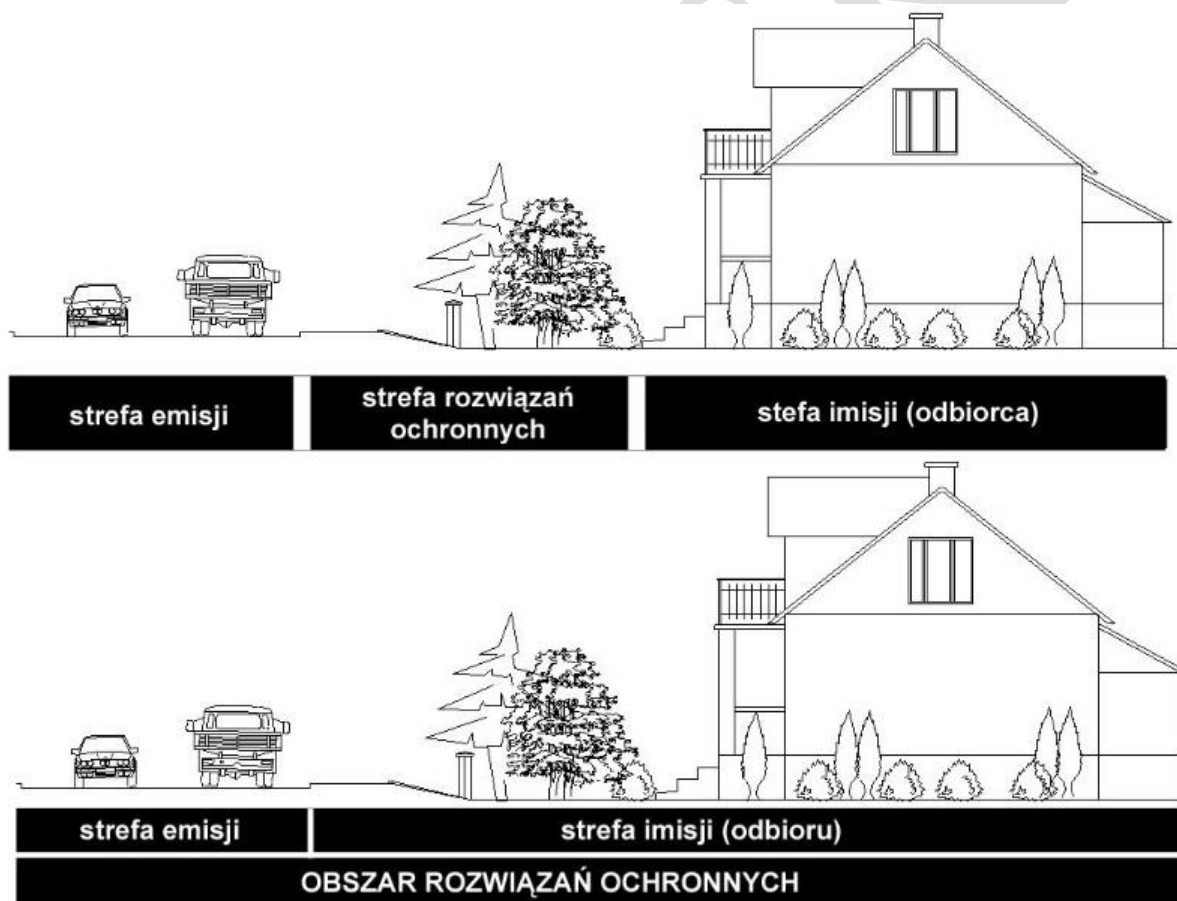 strefa emisji
strefa rozwiązań
ochronnych
stefa imisji (odbiorca)
strefa emisji
strefa imisji (odbioru)
OBSZAR ROZWIĄZAŃ OCHRONNYCH